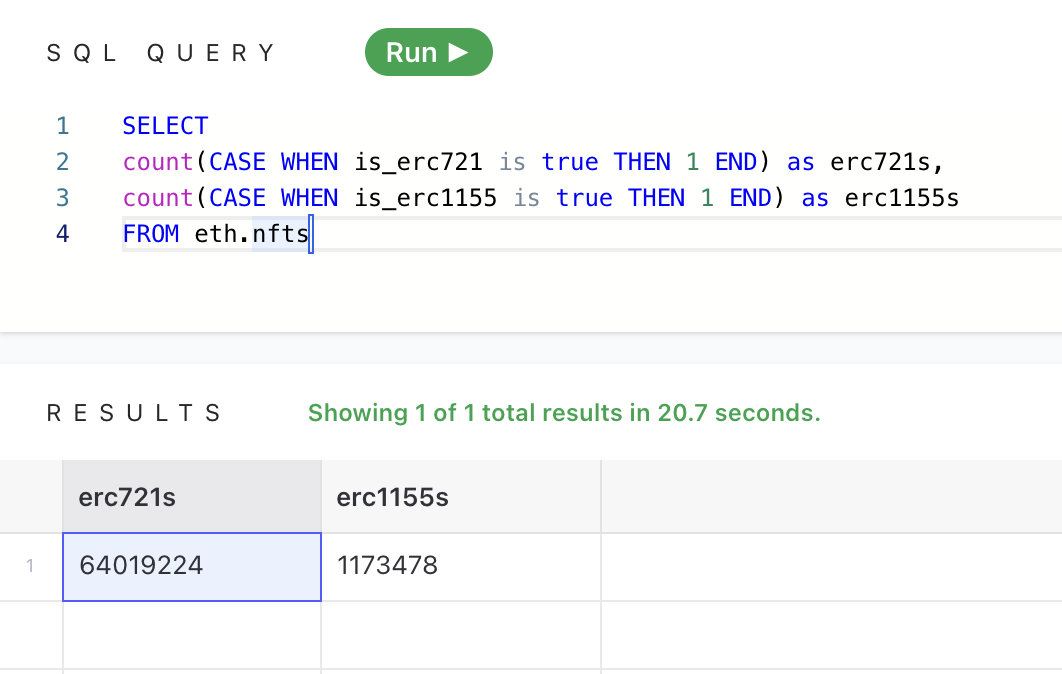 SQL QUERY Run ▶
1 SELECT
2 count(CASE WHEN is_erc721 is true THEN 1 END) as erc721s,
3 count(CASE WHEN is_erc1155 is true THEN 1 END) as erc1155s
4 FROM eth.nfts
RESULTS Showing 1 of 1 total results in 20.7 seconds.
erc721s erc1155s
1 64019224 1173478